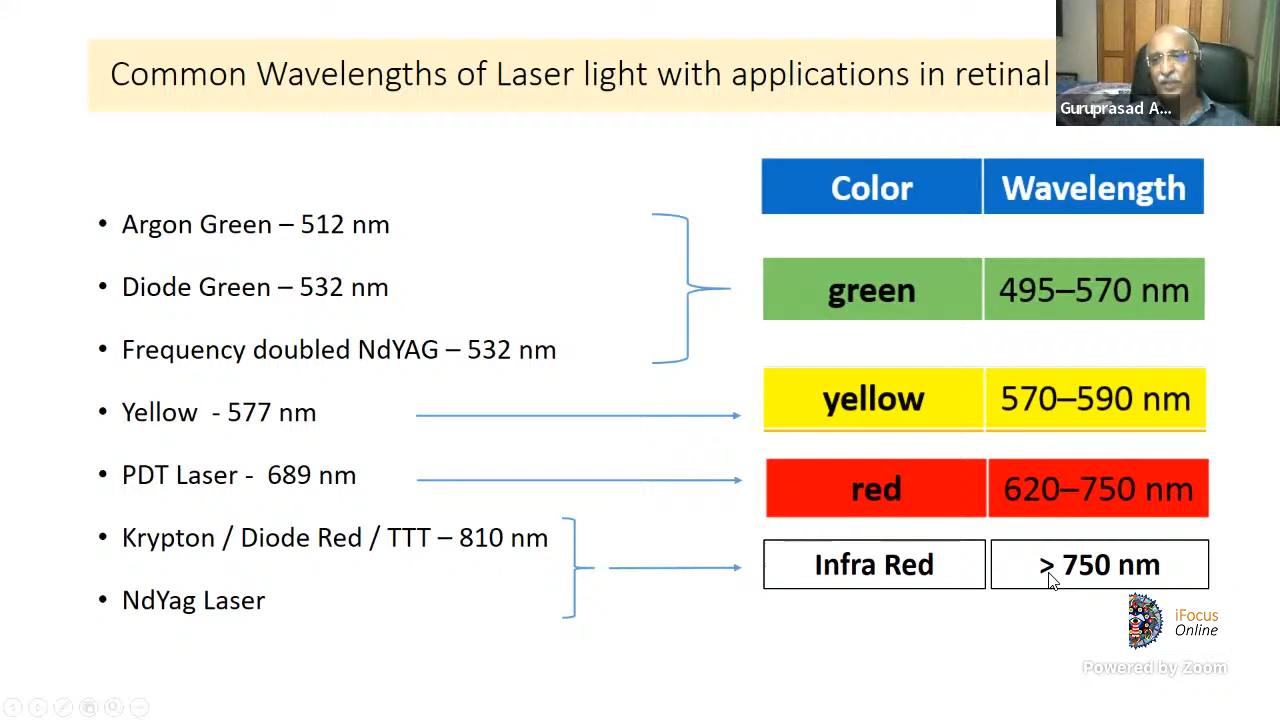 Common Wavelengths of Laser light with applications in retinal
Guruprasad A...
• Argon Green – 512 nm
• Diode Green – 532 nm
• Frequency doubled NdYAG – 532 nm
• Yellow - 577 nm
• PDT Laser - 689 nm
• Krypton / Diode Red / TTT – 810 nm
• NdYag Laser
Color Wavelength
green 495–570 nm
yellow 570–590 nm
red 620–750 nm
Infra Red > 750 nm
iFocus
Online
Powered by Zoom